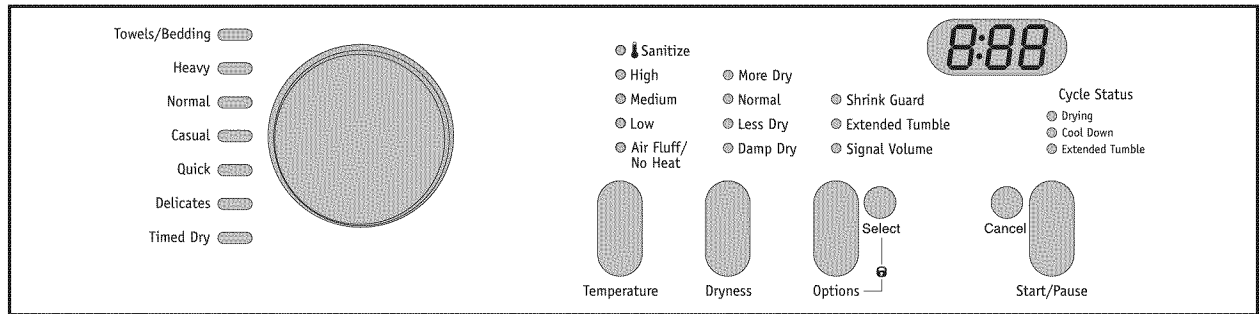 Towels/Bedding
Heavy
Normal
Casual
Quick
Delicates
Timed Dry
Sanitize
High
Medium
Low
Air Fluff/
No Heat
Temperature
More Dry
Normal
Less Dry
Damp Dry
Dryness
Shrink Guard
Extended Tumble
Signal Volume
Select
Options
8:88
Cycle Status
Drying
Cool Down
Extended Tumble
Cancel
Start/Pause